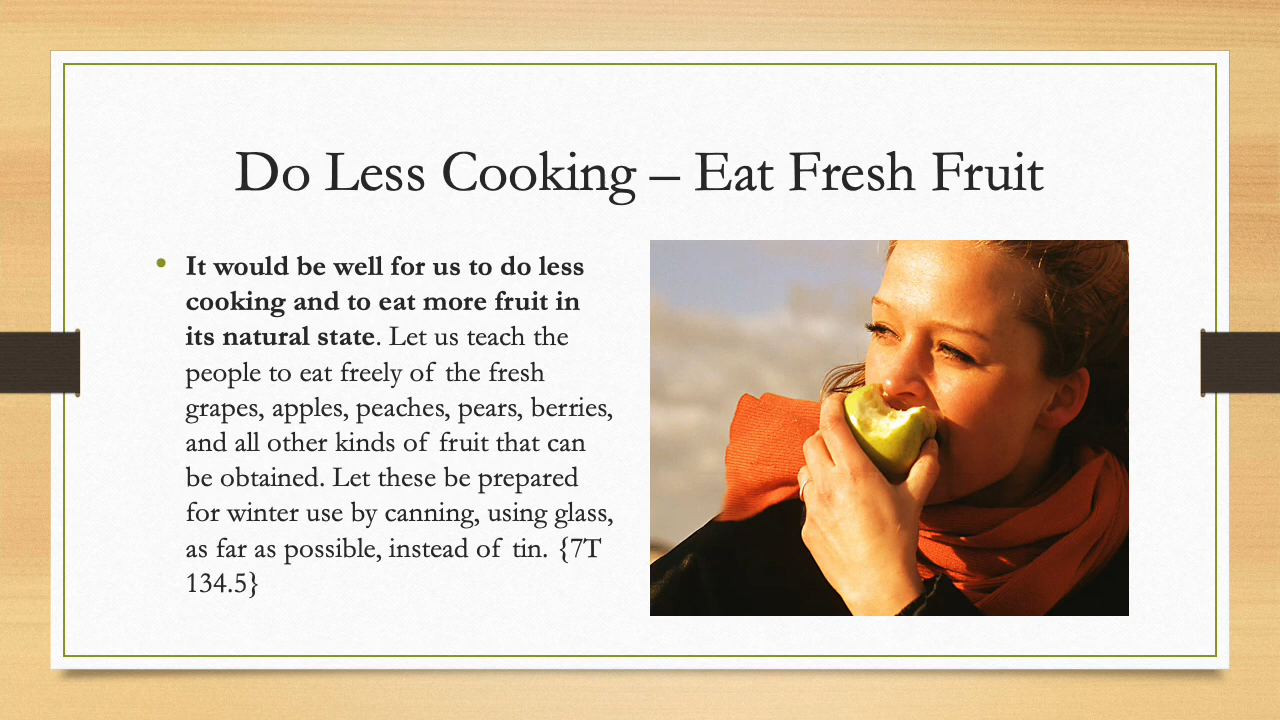 Do Less Cooking – Eat Fresh Fruit
• It would be well for us to do less
cooking and to eat more fruit in
its natural state. Let us teach the
people to eat freely of the fresh
grapes, apples, peaches, pears, berries,
and all other kinds of fruit that can
be obtained. Let these be prepared
for winter use by canning, using glass,
as far as possible, instead of tin. {7T
134.5}